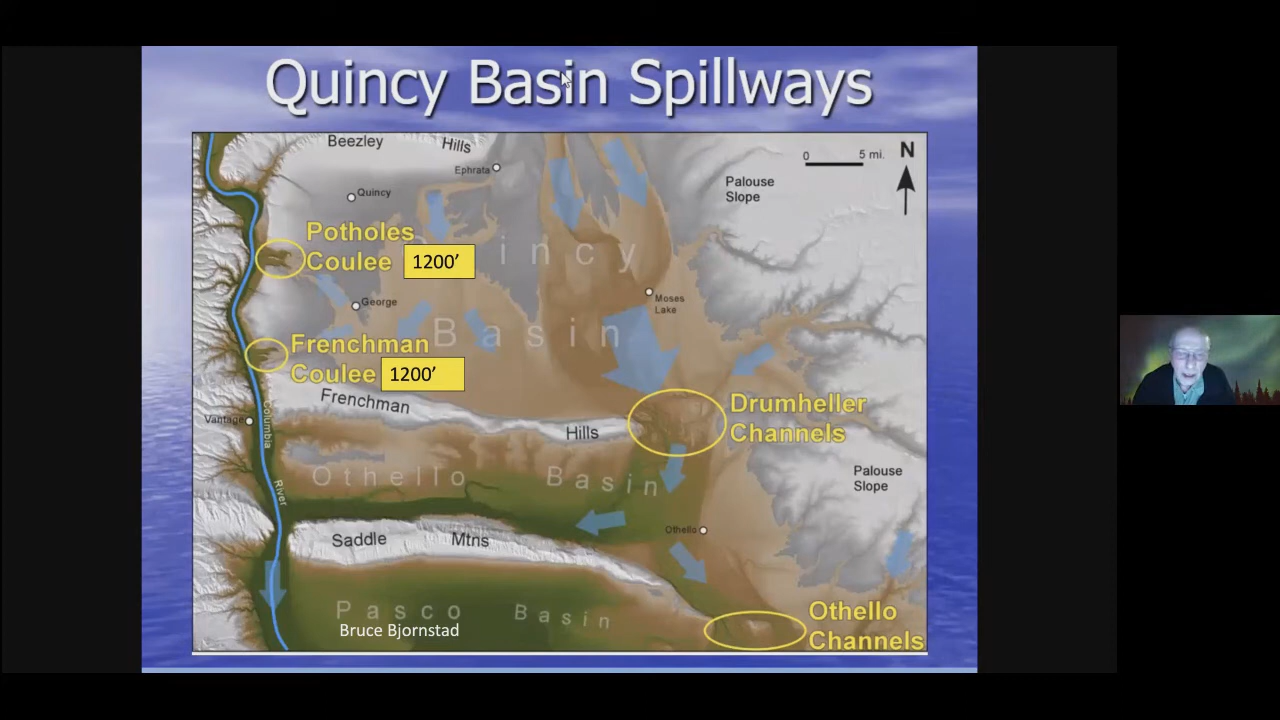 Quincy Basin Spillways
Beezley Hills
Ephrata
0 5 mi.
N
Quincy
Palouse
Slope
Potholes
Coulee
1200’
Quincy
Basin
George
Moses
Lake
Frenchman
Coulee
1200’
Frenchman Hills
Drumheller
Channels
Vantage
Columbia River
Othello Basin
Palouse
Slope
Othello
Saddle Mtns
Pasco Basin
Bruce Bjornstad
Othello
Channels